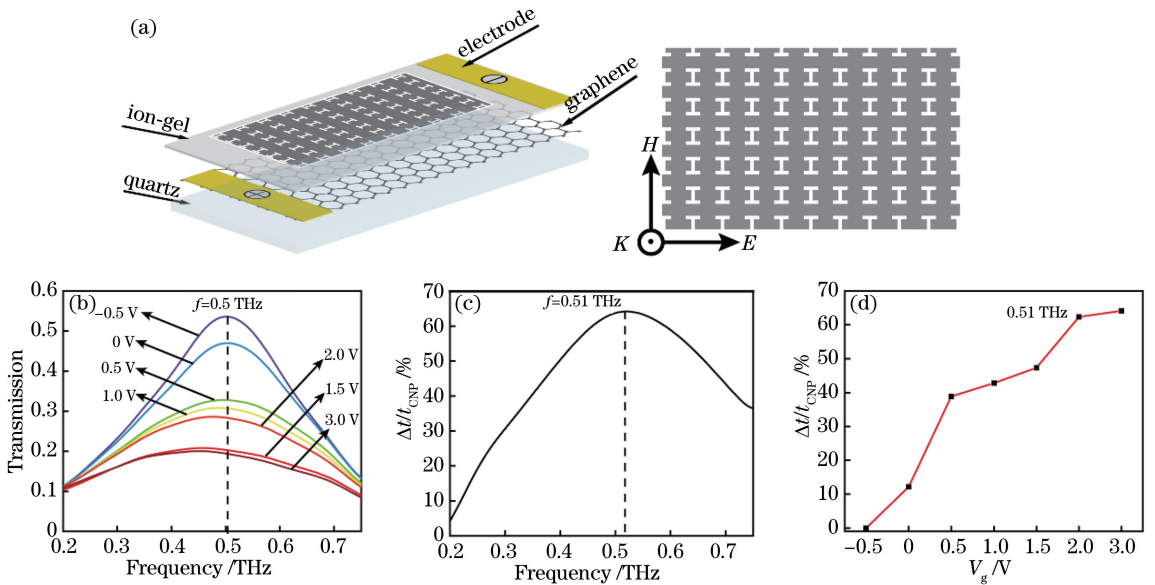 (a)
electrode
graphene
ion-gel
quartz
⊖
⊕
H
K
E
(b)
f=0.5 THz
−0.5 V
0 V
0.5 V
1.0 V
2.0 V
1.5 V
3.0 V
0.6
0.5
0.4
0.3
0.2
0.1
0
Transmission
0.2 0.3 0.4 0.5 0.6 0.7
Frequency /THz
(c)
f=0.51 THz
70
60
50
40
30
20
10
0
Δt/t_CNP /%
0.2 0.3 0.4 0.5 0.6 0.7
Frequency /THz
(d)
0.51 THz
70
60
50
40
30
20
10
0
Δt/t_CNP /%
−0.5 0 0.5 1.0 1.5 2.0 3.0
V_g /V